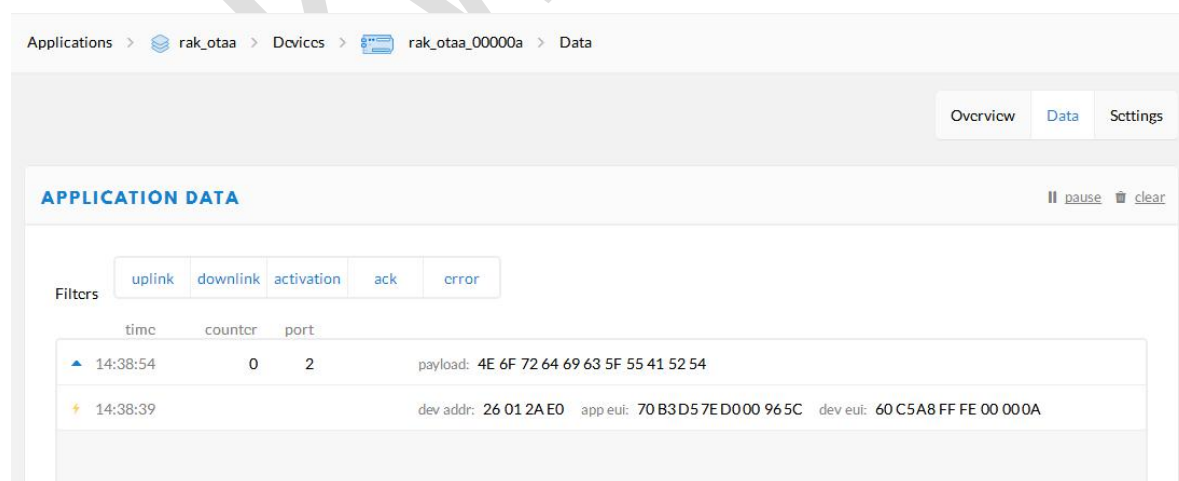 Applications > rak_otaa > Devices > rak_otaa_00000a > Data
Overview Data Settings
APPLICATION DATA
pause clear
Filters uplink downlink activation ack error
time counter port
14:38:54 0 2 payload: 4E 6F 72 64 69 63 5F 55 41 52 54
14:38:39 dev addr: 26 01 2A E0 app eui: 70 B3 D5 7E D0 00 96 5C dev eui: 60 C5 A8 FF FE 00 00 0A